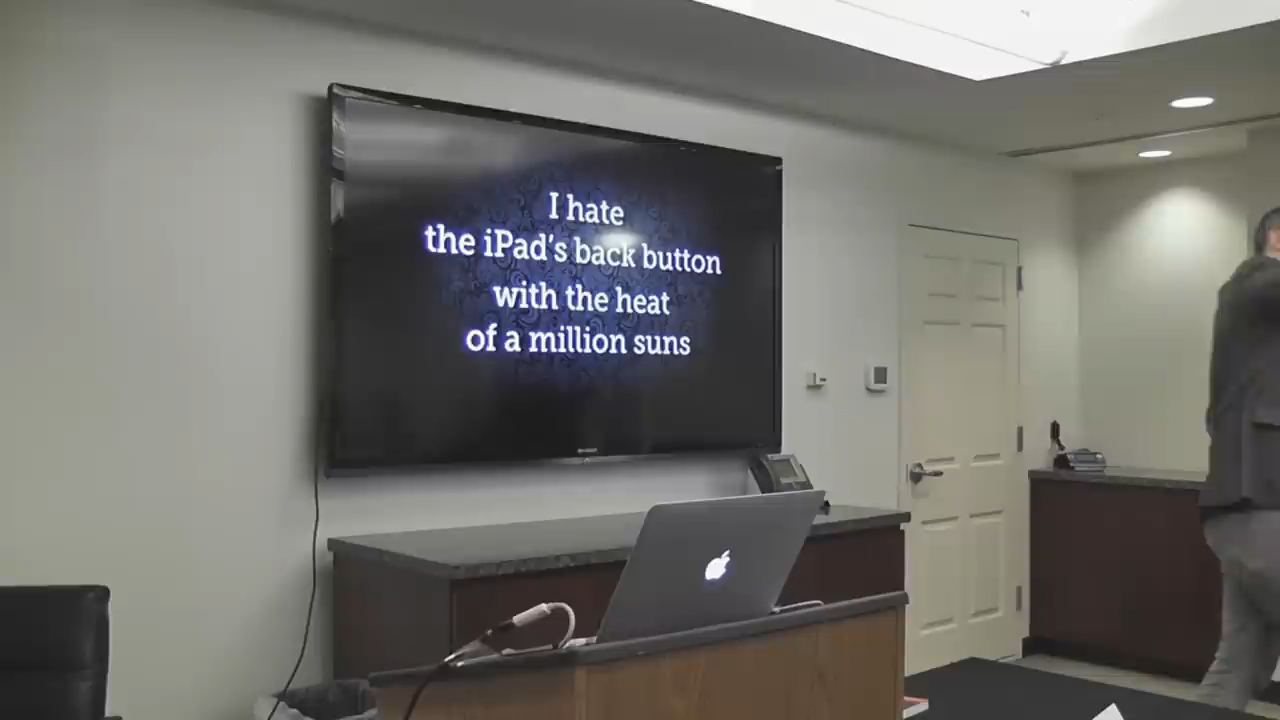 I hate
the iPad's back button
with the heat
of a million suns